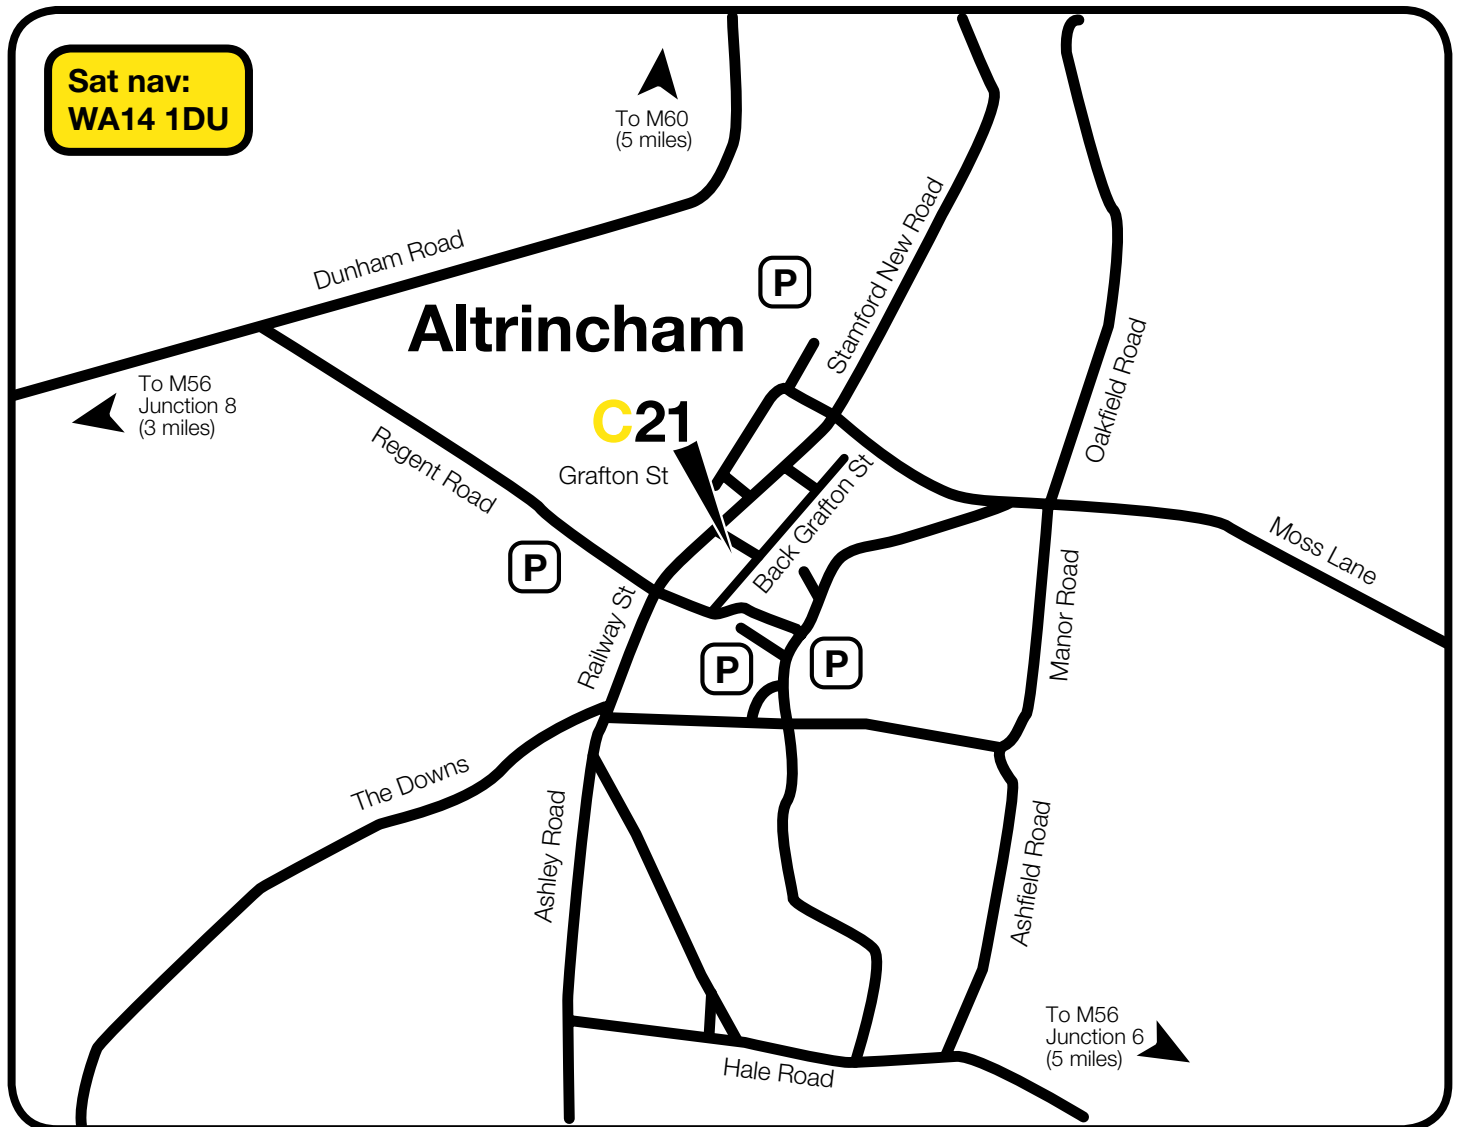 Sat nav:
WA14 1DU
To M60
(5 miles)
Dunham Road
Stamford New Road
P
Altrincham
Oakfield Road
To M56
Junction 8
(3 miles)
C21
Regent Road
Grafton St
Back Grafton St
Moss Lane
P
Railway St
Manor Road
P
P
The Downs
Ashley Road
Ashfield Road
To M56
Junction 6
(5 miles)
Hale Road